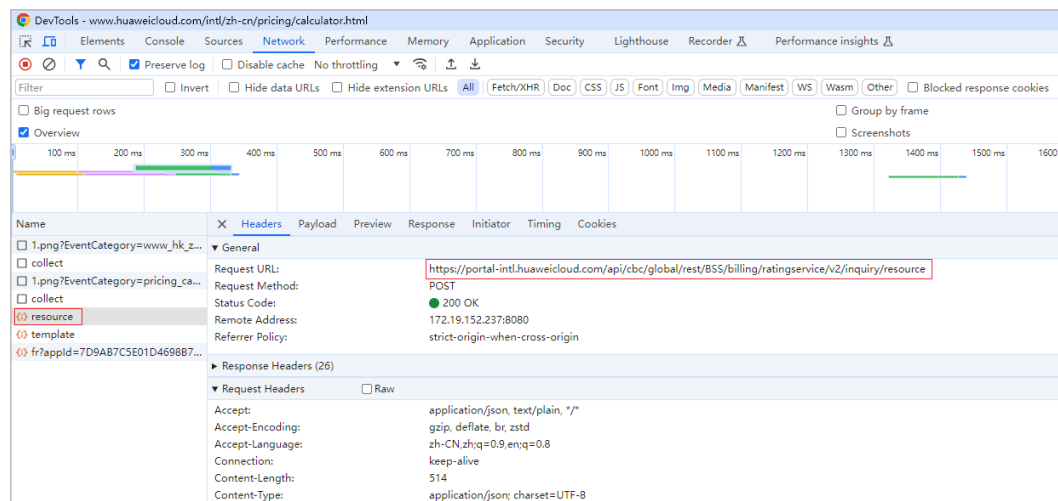 DevTools - www.huaweicloud.com/intl/zh-cn/pricing/calculator.html
Elements Console Sources Network Performance Memory Application Security Lighthouse Recorder Performance insights
Preserve log Disable cache No throttling
Filter Invert Hide data URLs Hide extension URLs All Fetch/XHR Doc CSS JS Font Img Media Manifest WS Wasm Other Blocked response cookies
Big request rows Group by frame
Overview Screenshots
100 ms 200 ms 300 ms 400 ms 500 ms 600 ms 700 ms 800 ms 900 ms 1000 ms 1100 ms 1200 ms 1300 ms 1400 ms 1500 ms 1600
Name Headers Payload Preview Response Initiator Timing Cookies
1.png?EventCategory=www_hk_z... General
collect Request URL: https://portal-intl.huaweicloud.com/api/cbc/global/rest/BSS/billing/ratingservice/v2/inquiry/resource
1.png?EventCategory=pricing_ca... Request Method: POST
collect Status Code: 200 OK
resource Remote Address: 172.19.152.237:8080
template Referrer Policy: strict-origin-when-cross-origin
fr?appId=7D9AB7C5E01D4698B7...
Response Headers (26)
Request Headers Raw
Accept: application/json, text/plain, */*
Accept-Encoding: gzip, deflate, br, zstd
Accept-Language: zh-CN,zh;q=0.9,en;q=0.8
Connection: keep-alive
Content-Length: 514
Content-Type: application/json; charset=UTF-8